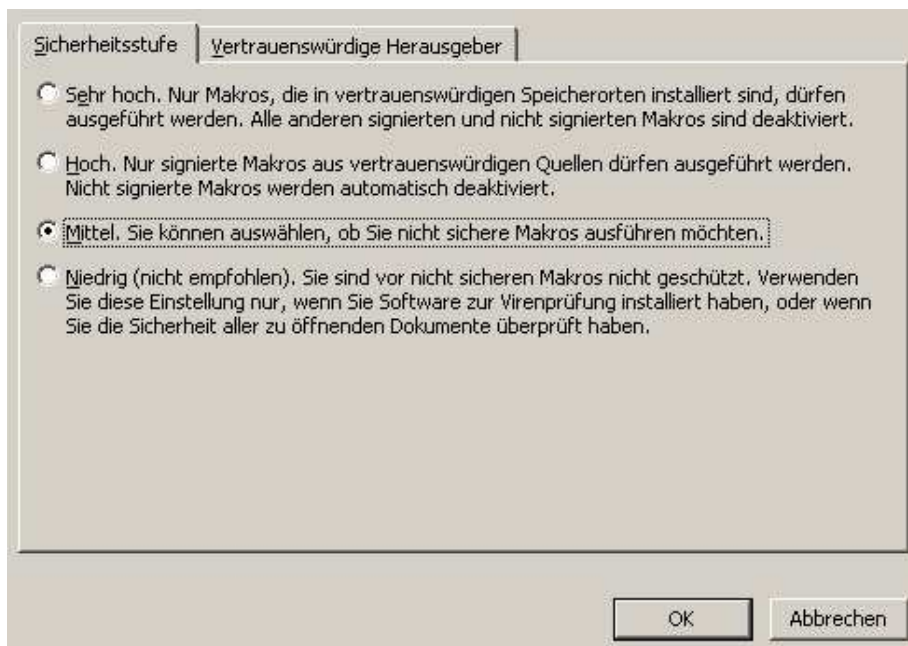 Sicherheitsstufe
Vertrauenswürdige Herausgeber
Sehr hoch. Nur Makros, die in vertrauenswürdigen Speicherorten installiert sind, dürfen
ausgeführt werden. Alle anderen signierten und nicht signierten Makros sind deaktiviert.
Hoch. Nur signierte Makros aus vertrauenswürdigen Quellen dürfen ausgeführt werden.
Nicht signierte Makros werden automatisch deaktiviert.
Mittel. Sie können auswählen, ob Sie nicht sichere Makros ausführen möchten.
Niedrig (nicht empfohlen). Sie sind vor nicht sicheren Makros nicht geschützt. Verwenden
Sie diese Einstellung nur, wenn Sie Software zur Virenprüfung installiert haben, oder wenn
Sie die Sicherheit aller zu öffnenden Dokumente überprüft haben.
OK
Abbrechen